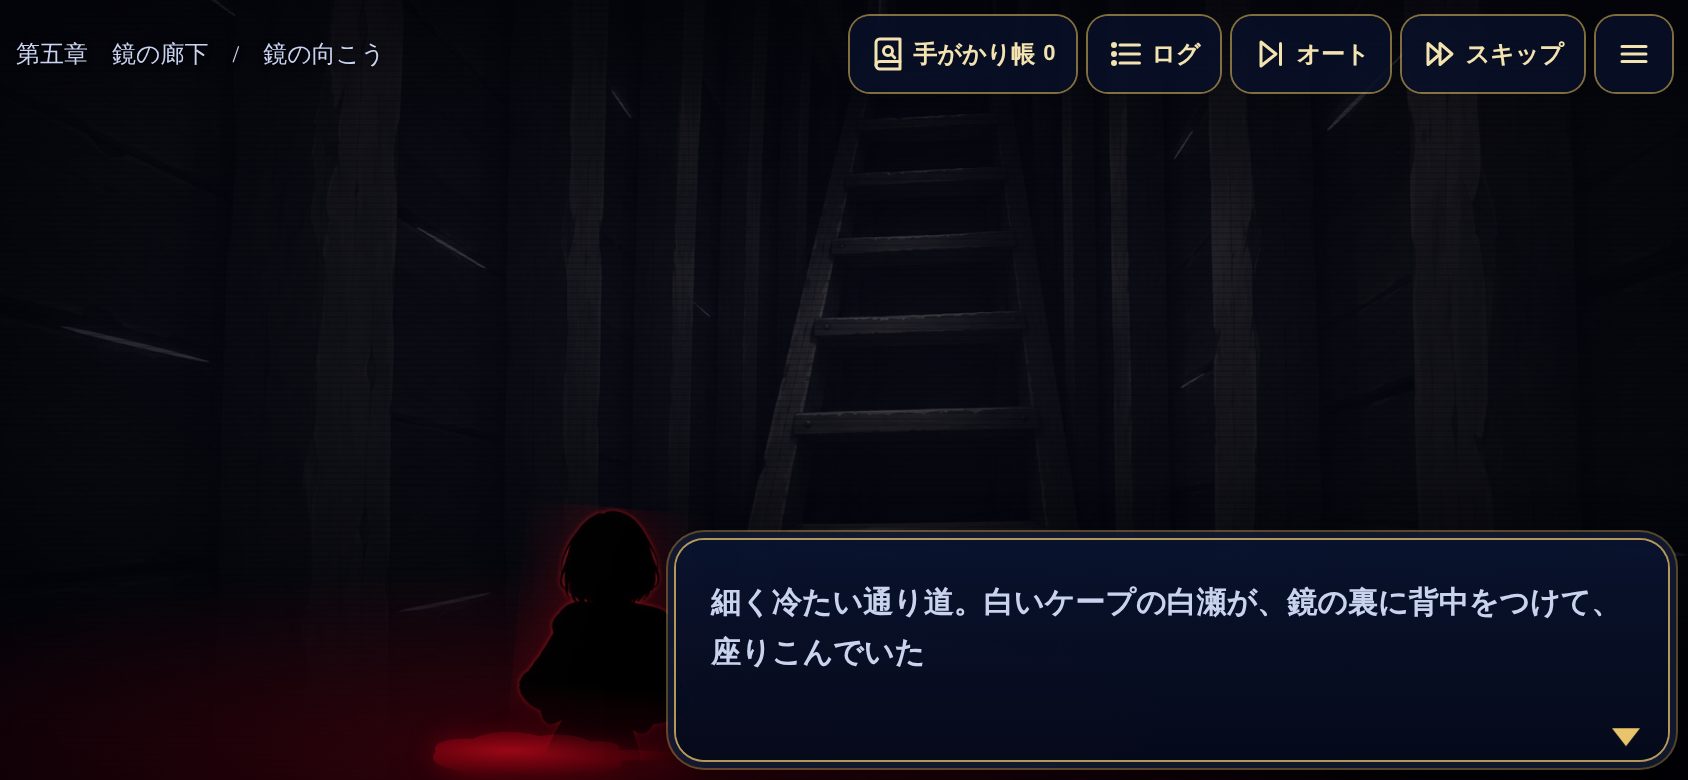 第五章　鏡の廊下　/　鏡の向こう
手がかり帳 0
ログ
オート
スキップ
細く冷たい通り道。白いケープの白瀬が、鏡の裏に背中をつけて、
座りこんでいた